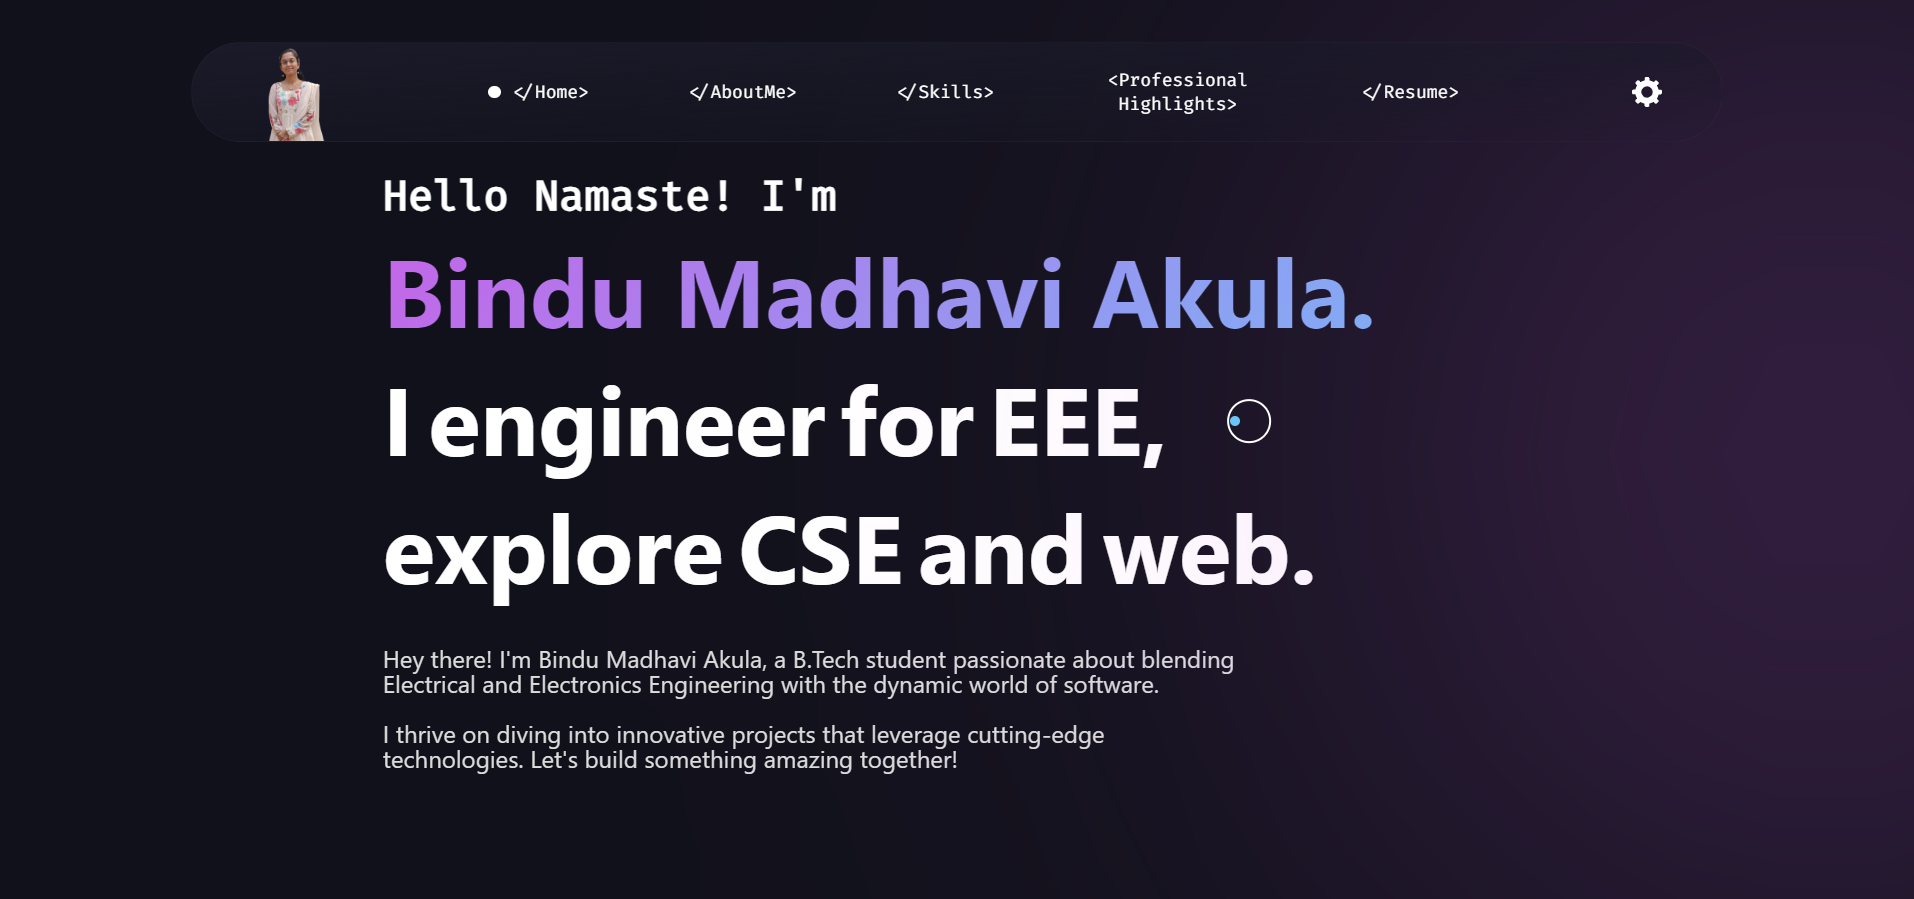 </Home>
</AboutMe>
</Skills>
<Professional
Highlights>
</Resume>
Hello Namaste! I'm
Bindu Madhavi Akula.
I engineer for EEE,
explore CSE and web.
Hey there! I'm Bindu Madhavi Akula, a B.Tech student passionate about blending
Electrical and Electronics Engineering with the dynamic world of software.
I thrive on diving into innovative projects that leverage cutting-edge
technologies. Let's build something amazing together!